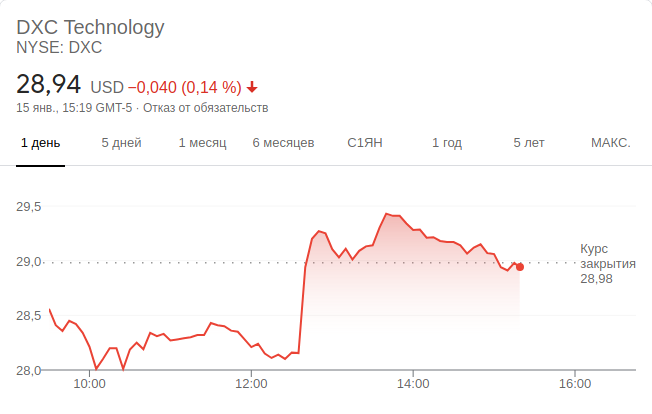 DXC Technology
NYSE: DXC
28,94 USD −0,040 (0,14 %)
15 янв., 15:19 GMT-5 · Отказ от обязательств
1 день 5 дней 1 месяц 6 месяцев С1ЯН 1 год 5 лет МАКС.
29,5
29,0
28,5
28,0
Курс
закрытия
28,98
10:00 12:00 14:00 16:00